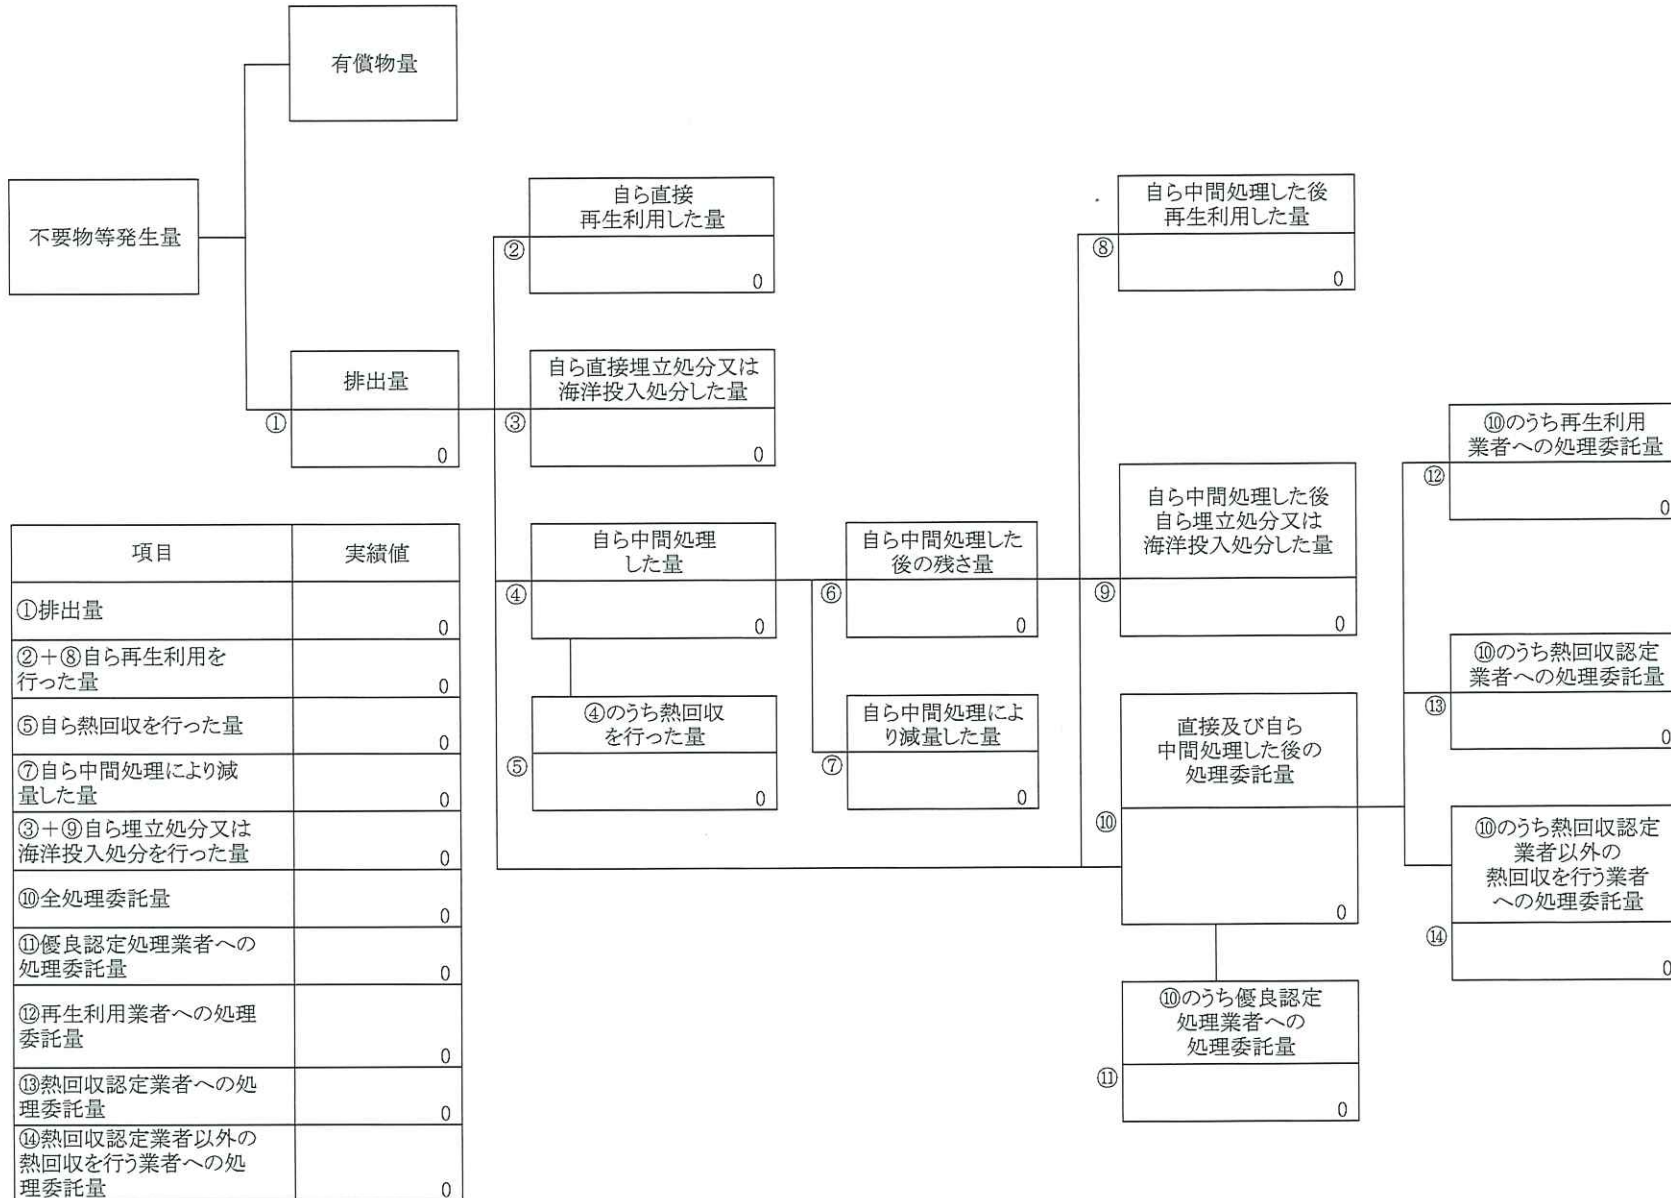 有償物量
不要物等発生量
排出量
①
0
自ら直接
再生利用した量
②
0
自ら直接埋立処分又は
海洋投入処分した量
③
0
自ら中間処理
した量
④
0
④のうち熱回収
を行った量
⑤
0
自ら中間処理した
後の残さ量
⑥
0
自ら中間処理によ
り減量した量
⑦
0
自ら中間処理した後
再生利用した量
⑧
0
自ら中間処理した後
自ら埋立処分又は
海洋投入処分した量
⑨
0
直接及び自ら
中間処理した後の
処理委託量
⑩
0
⑩のうち優良認定
処理業者への
処理委託量
⑪
0
⑩のうち再生利用
業者への処理委託量
⑫
0
⑩のうち熱回収認定
業者への処理委託量
⑬
0
⑩のうち熱回収認定
業者以外の
熱回収を行う業者
への処理委託量
⑭
0
項目 実績値
①排出量
0
②+⑧自ら再生利用を
行った量
0
⑤自ら熱回収を行った量
0
⑦自ら中間処理により減
量した量
0
③+⑨自ら埋立処分又は
海洋投入処分を行った量
0
⑩全処理委託量
0
⑪優良認定処理業者への
処理委託量
0
⑫再生利用業者への処理
委託量
0
⑬熱回収認定業者への処
理委託量
0
⑭熱回収認定業者以外の
熱回収を行う業者への処
理委託量
0